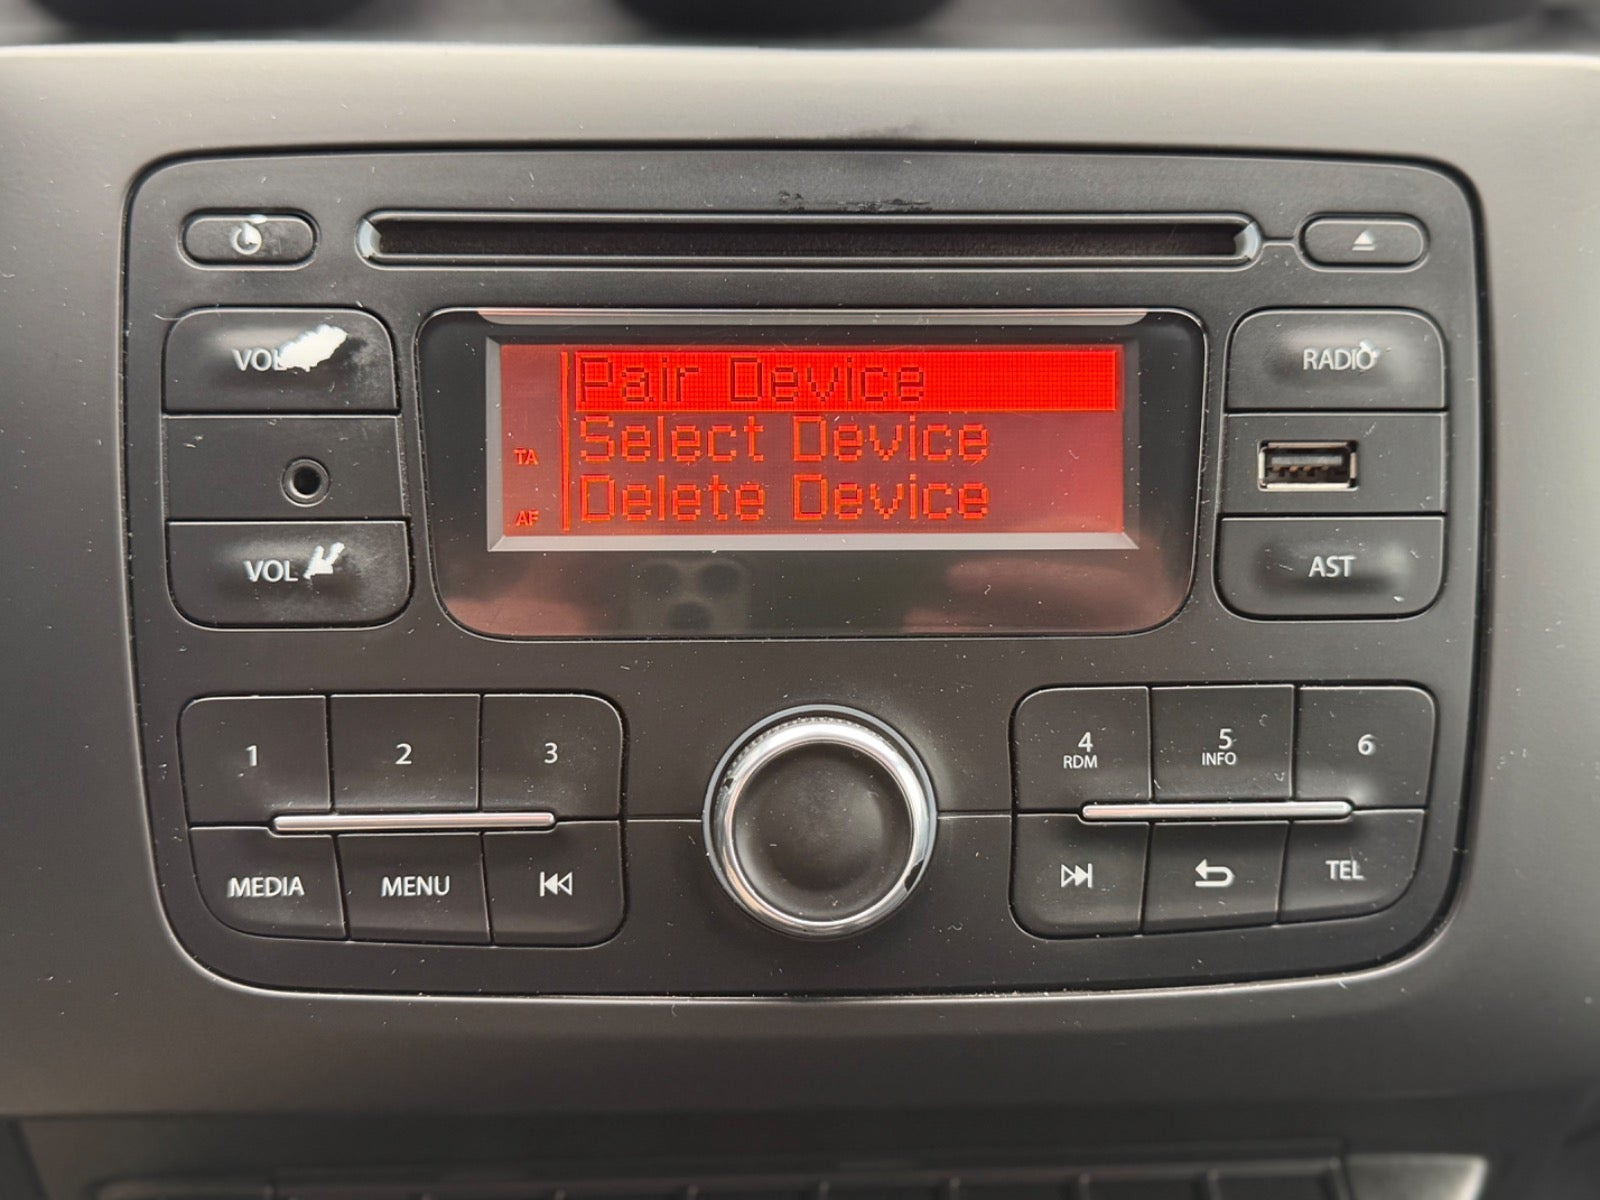 VOL
RADIO
Pair Device
Select Device
Delete Device
TA
AF
VOL
AST
1
2
3
4
RDM
5
INFO
6
MEDIA
MENU
TEL